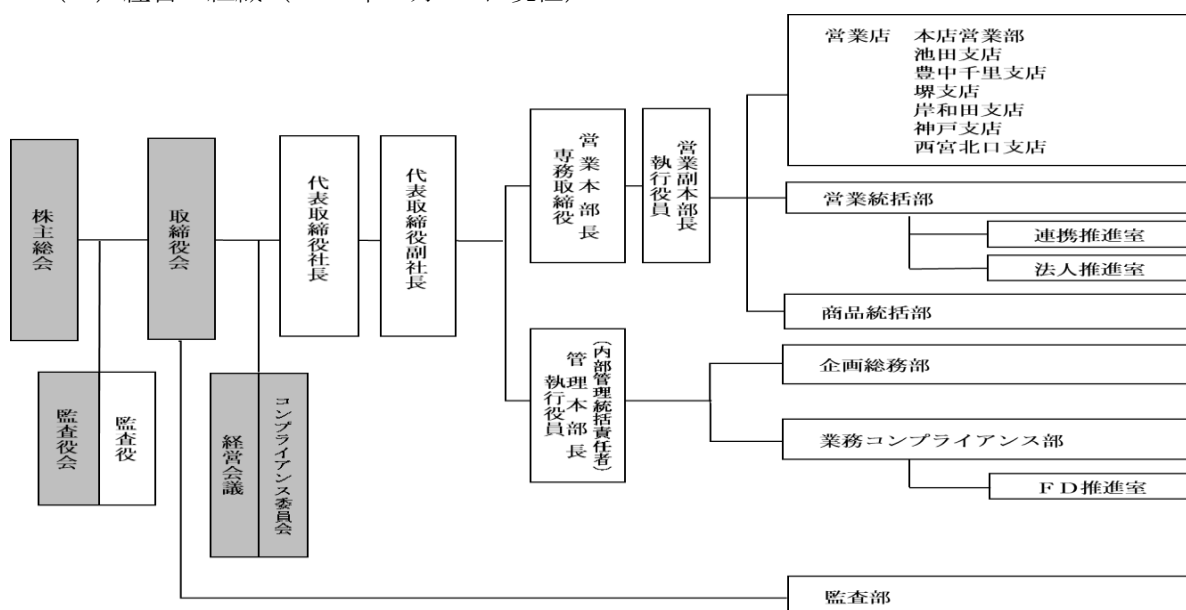 営業店 本店営業部
池田支店
豊中千里支店
堺支店
岸和田支店
神戸支店
西宮北口支店
株主総会
取締役会
代表取締役社長
代表取締役副社長
営業本部長
専務取締役
営業副本部長
執行役員
営業統括部
連携推進室
法人推進室
商品統括部
監査役会
監査役
経営会議
コンプライアンス委員会
(内部管理統括責任者)
管理本部長
執行役員
企画総務部
業務コンプライアンス部
ＦＤ推進室
監査部